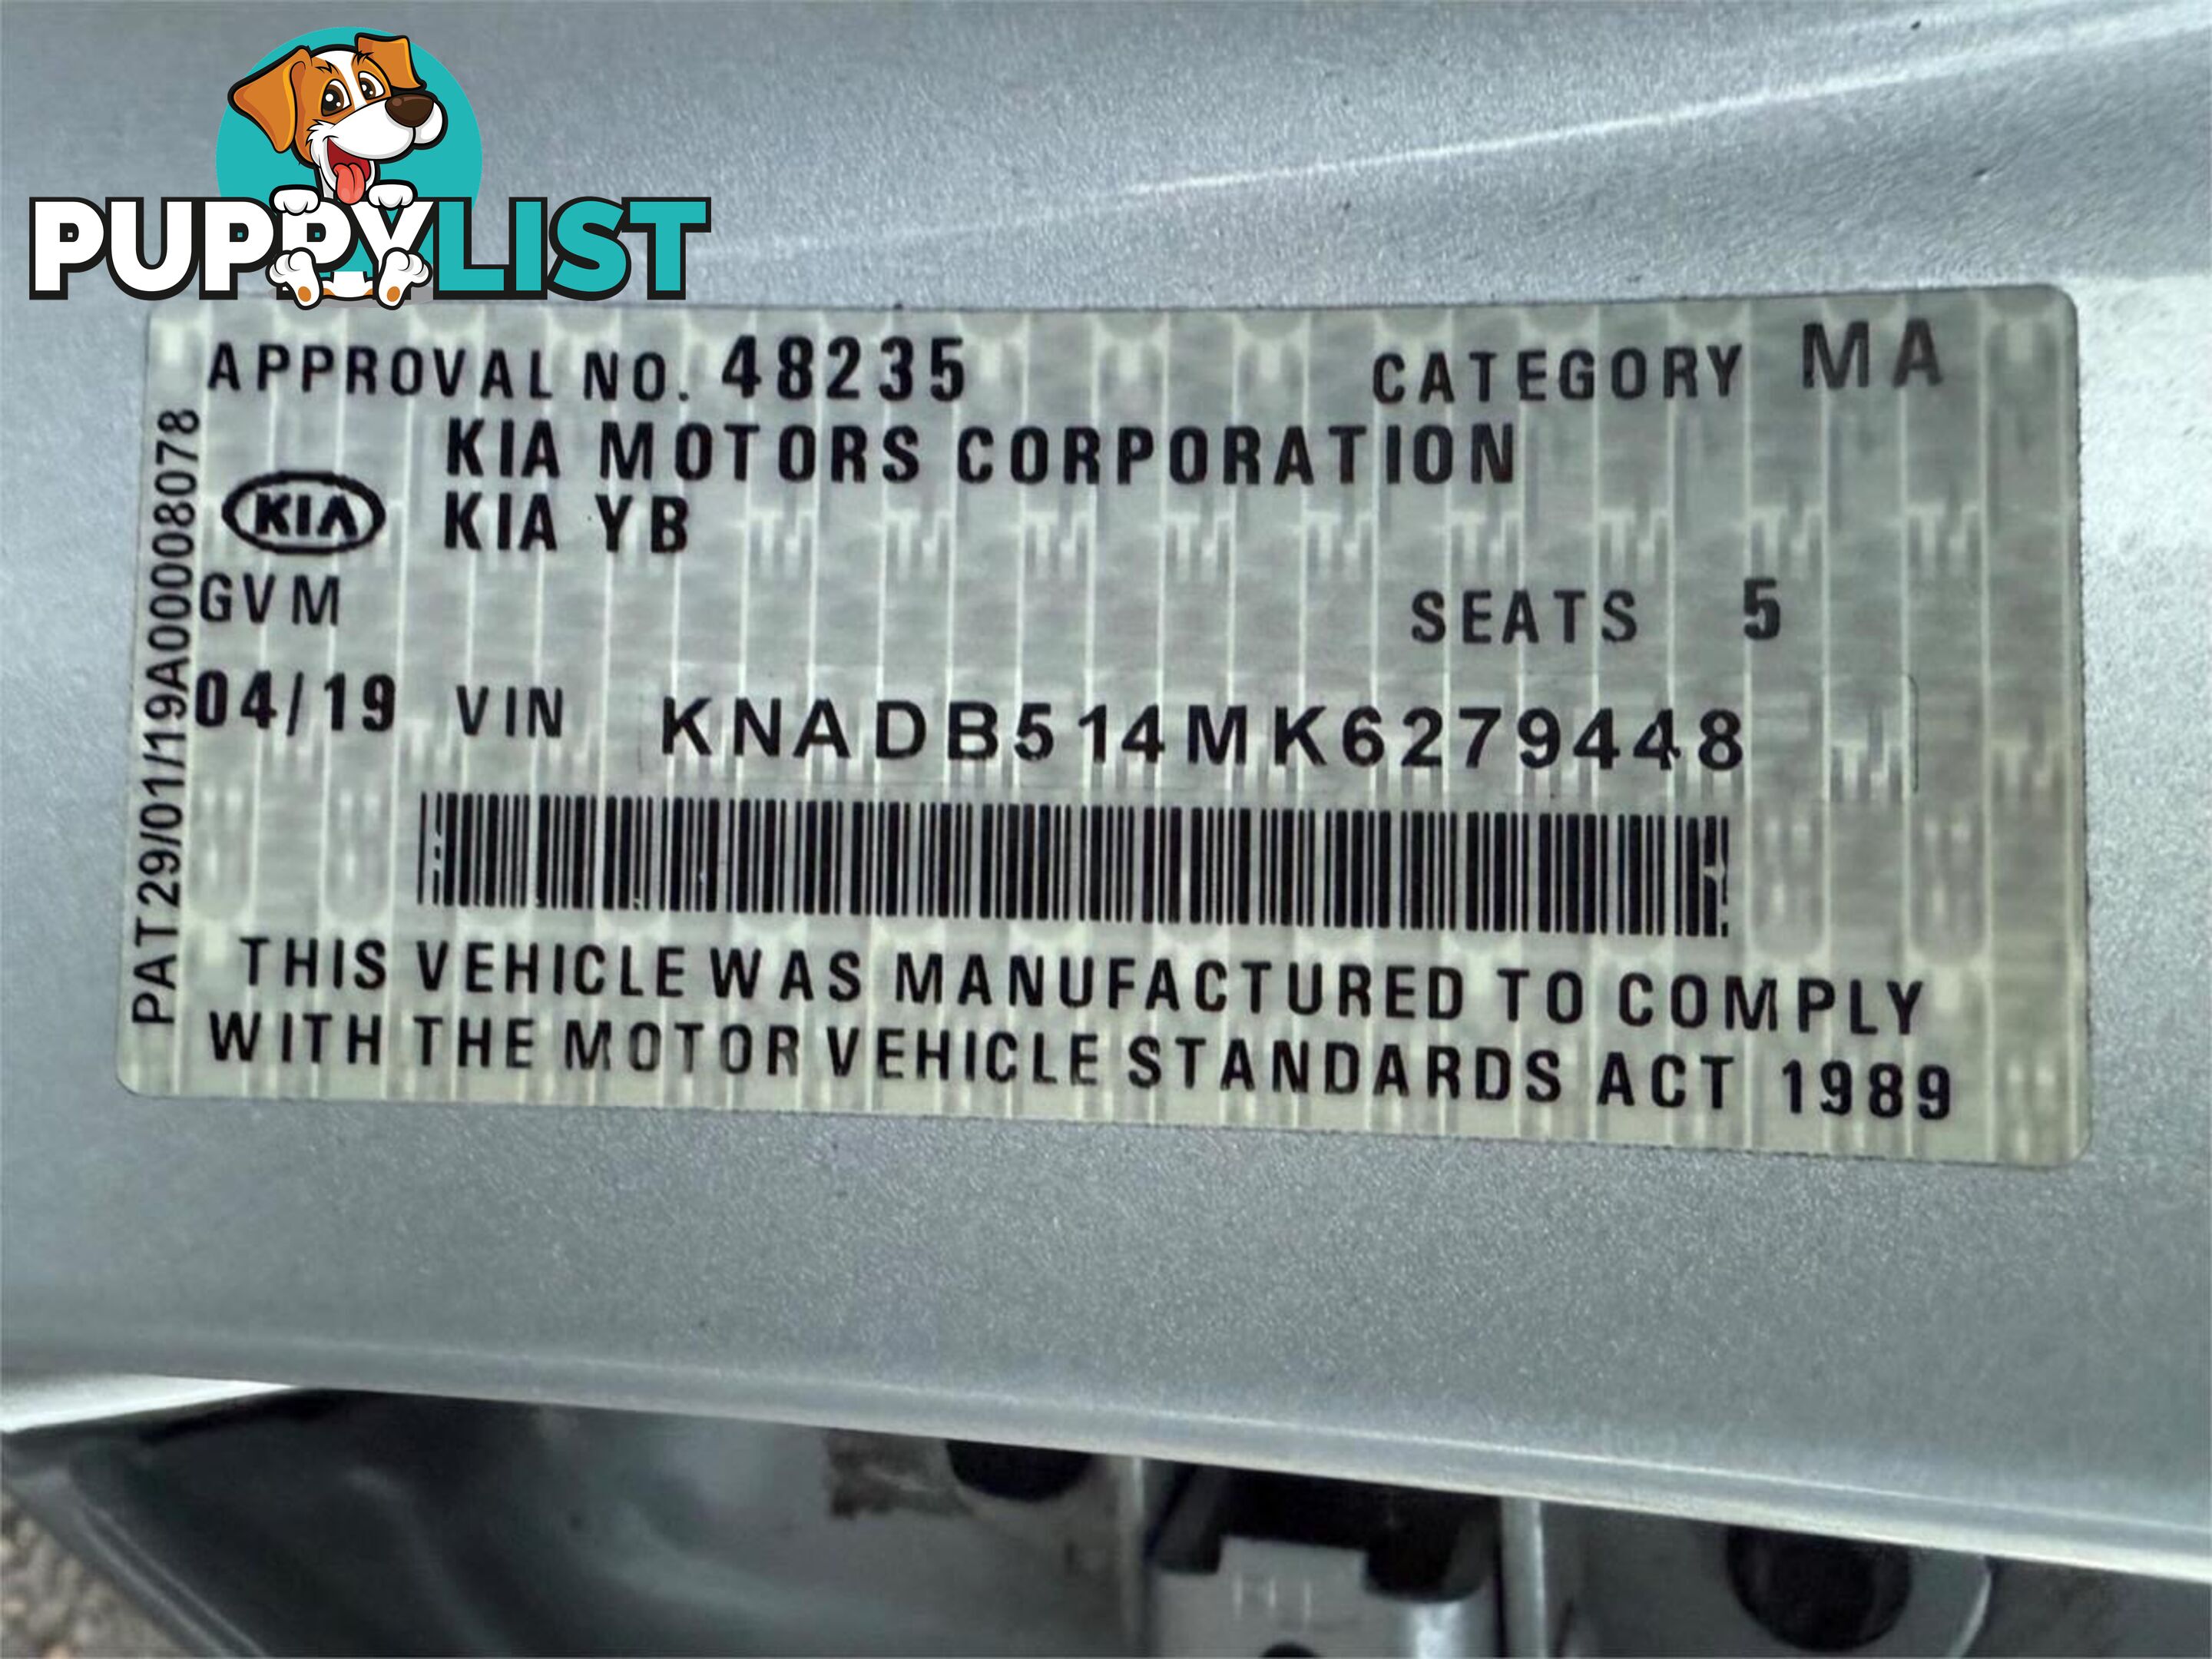 PUPPYLIST
APPROVAL NO. 48235 CATEGORY MA
KIA MOTORS CORPORATION
KIA KIA YB
GVM SEATS 5
04/19 VIN KNADB514MK6279448
THIS VEHICLE WAS MANUFACTURED TO COMPLY
WITH THE MOTOR VEHICLE STANDARDS ACT 1989
PAT29/01/19A00008078